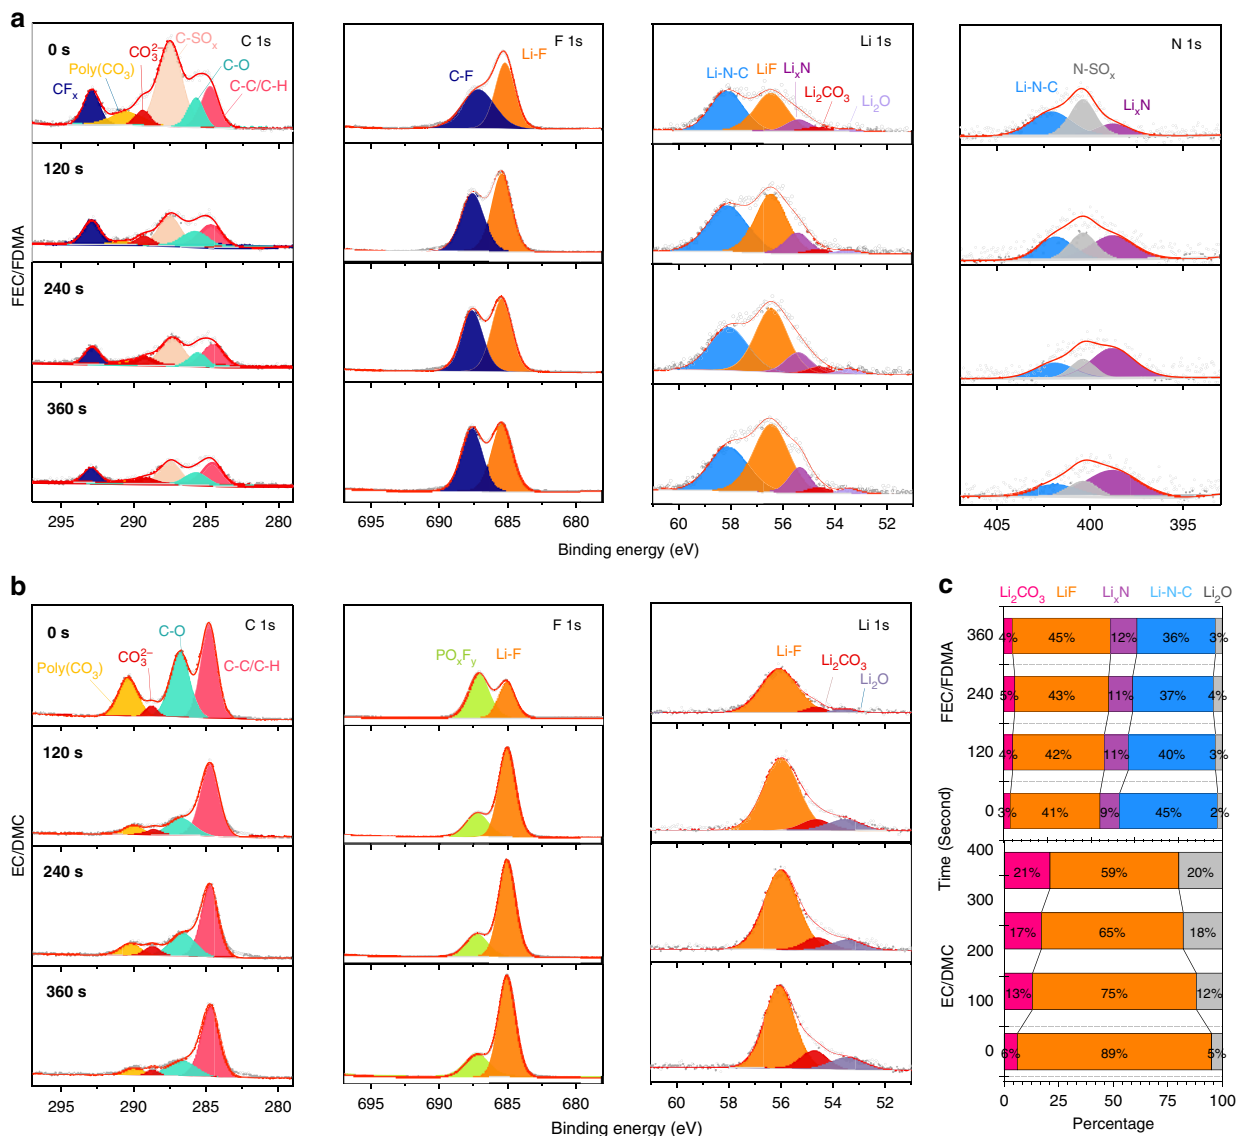 a
0 s
C-SOx
CO3^2−
Poly(CO3)
CFx
C 1s
C-O
C-C/C-H
F 1s
Li-F
C-F
Li 1s
Li-N-C
LiF
LixN
Li2CO3
Li2O
N 1s
N-SOx
Li-N-C
LixN
120 s
240 s
360 s
FEC/FDMA
295 290 285 280
695 690 685 680
60 58 56 54 52
405 400 395
Binding energy (eV)
b
0 s
C 1s
C-O
CO3^2−
Poly(CO3)
C-C/C-H
F 1s
POxFy
Li-F
Li 1s
Li-F
Li2CO3
Li2O
120 s
240 s
360 s
EC/DMC
295 290 285 280
695 690 685 680
60 58 56 54 52
Binding energy (eV)
c
Li2CO3 LiF LixN Li-N-C Li2O
360 4% 45% 12% 36% 3%
240 5% 43% 11% 37% 4%
120 4% 42% 11% 40% 3%
0 3% 41% 9% 45% 2%
FEC/FDMA
Time (Second)
EC/DMC
400
21% 59% 20%
300
17% 65% 18%
200
13% 75% 12%
100
0 6% 89% 5%
0 25 50 75 100
Percentage